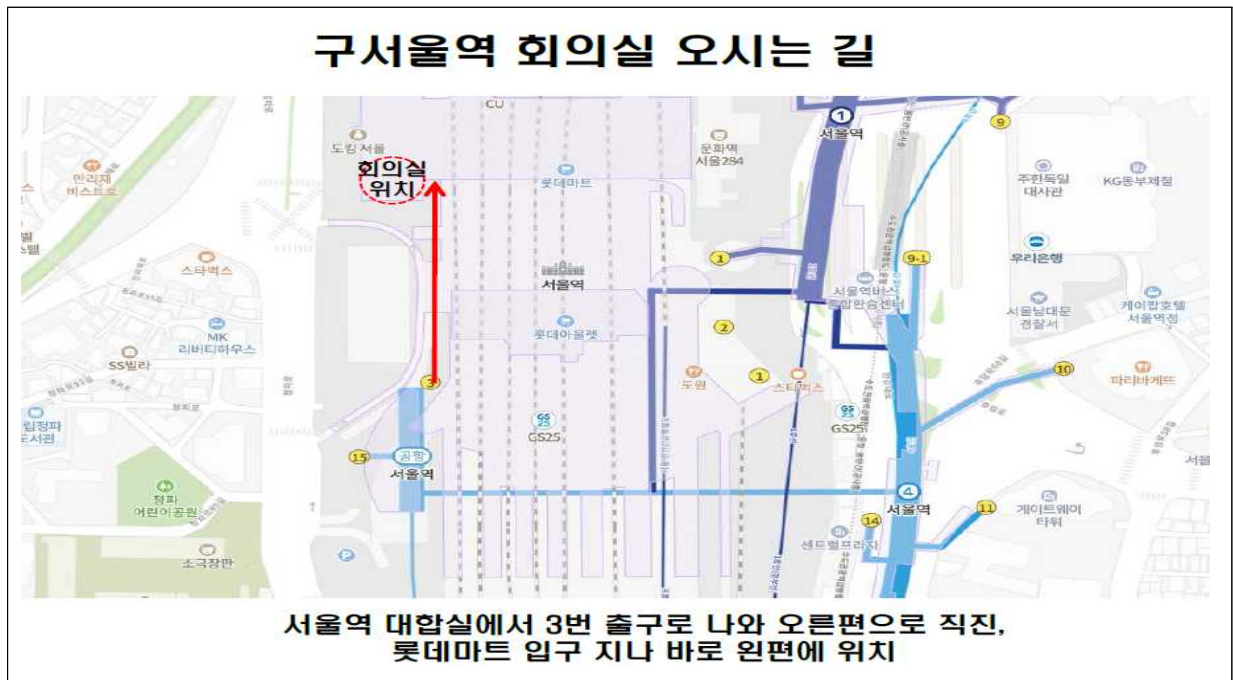 구서울역 회의실 오시는 길
CU
1
서울역
9
도킹 서울
문화역
서울284
회의실
위치
롯데마트
만리재
비스트로
주한독일
대사관
KG동부제철
1
9-1
우리은행
스타벅스
서울역
서울역버스
종합환승센터
서울남대문
경찰서
케이팝호텔
서울역점
MK
리버티하우스
롯데아울렛
2
SS빌라
3
도원
1
스타벅스
10
파리바게뜨
GS25
GS25
15
공항
서울역
4
서울역
청파
어린이공원
14
11
게이트웨이
타워
센트럴프라자
소극장판
P
서울역 대합실에서 3번 출구로 나와 오른편으로 직진,
롯데마트 입구 지나 바로 왼편에 위치